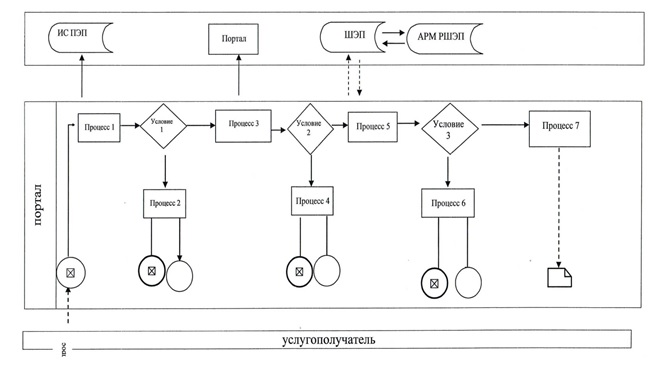 ИС ПЭП
Портал
ШЭП
АРМ РШЭП
Процесс 1
Условие
1
Процесс 3
Условие
2
Процесс 5
Условие
3
Процесс 7
Процесс 2
Процесс 4
Процесс 6
портал
услугополучатель